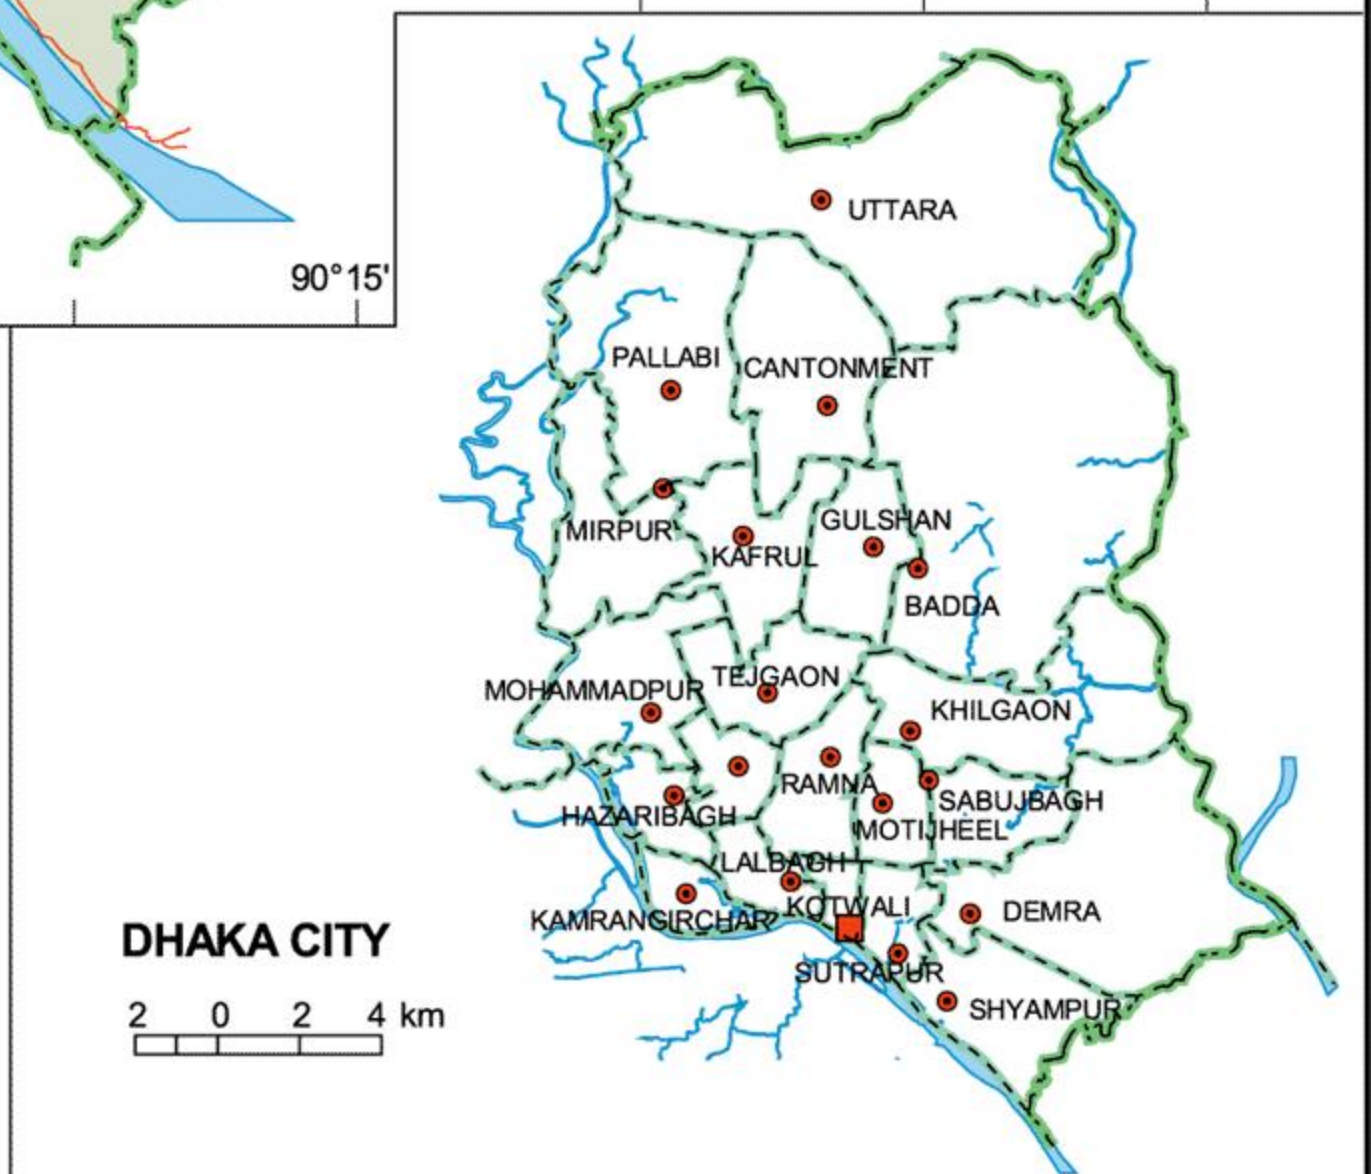 UTTARA
90°15'
PALLABI
CANTONMENT
GULSHAN
MIRPUR
KAFRUL
BADDA
TEJGAON
MOHAMMADPUR
KHILGAON
RAMNA
SABUJBAGH
HAZARIBAGH
MOTIJHEEL
LALBAGH
KOTWALI
DEMRA
KAMRANGIRCHAR
DHAKA CITY
SUTRAPUR
SHYAMPUR
2 0 2 4 km